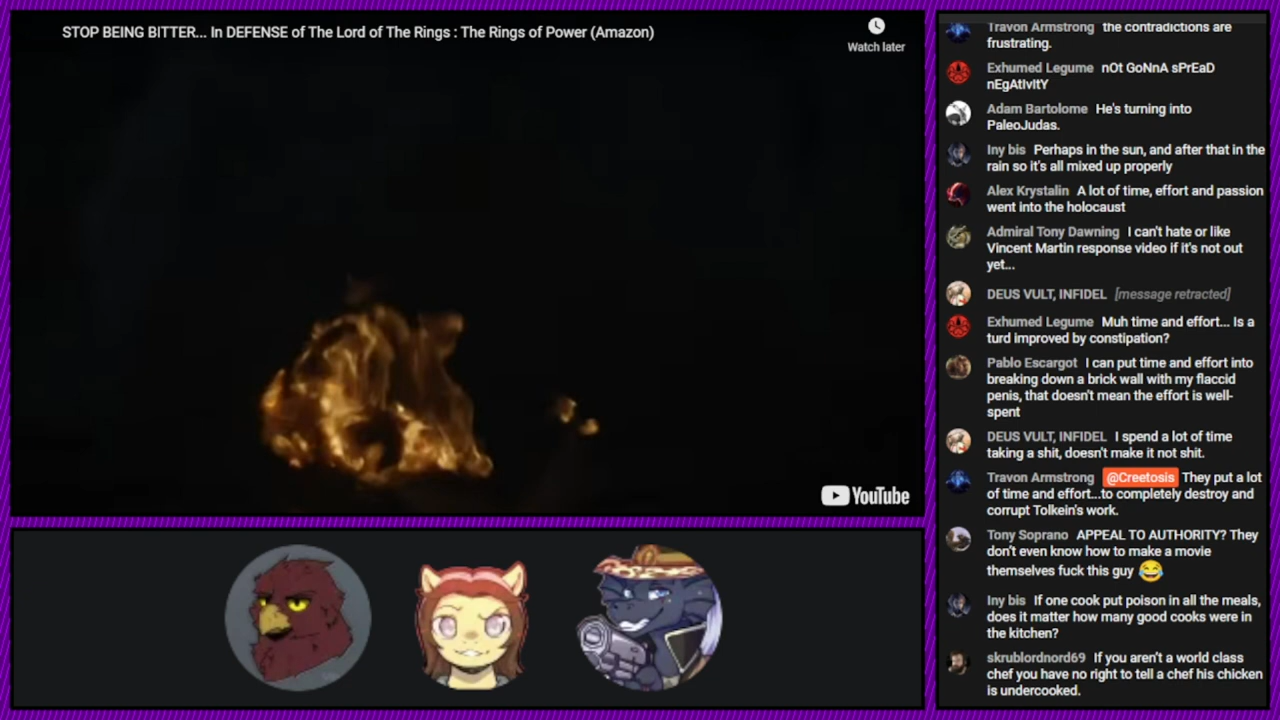 STOP BEING BITTER... In DEFENSE of The Lord of The Rings : The Rings of Power (Amazon)
Watch later
YouTube
Travon Armstrong the contradictions are
frustrating.
Exhumed Legume nOt GoNnA sPrEaD
nEgAtIvItY
Adam Bartolome He's turning into
PaleoJudas.
Iny bis Perhaps in the sun, and after that in the
rain so it's all mixed up properly
Alex Krystalin A lot of time, effort and passion
went into the holocaust
Admiral Tony Dawning I can't hate or like
Vincent Martin response video if it's not out
yet...
DEUS VULT, INFIDEL [message retracted]
Exhumed Legume Muh time and effort... Is a
turd improved by constipation?
Pablo Escargot I can put time and effort into
breaking down a brick wall with my flaccid
penis, that doesn't mean the effort is well-
spent
DEUS VULT, INFIDEL I spend a lot of time
taking a shit, doesn't make it not shit.
Travon Armstrong @Creetosis They put a lot
of time and effort...to completely destroy and
corrupt Tolkein's work.
Tony Soprano APPEAL TO AUTHORITY? They
don't even know how to make a movie
themselves fuck this guy 😂
Iny bis If one cook put poison in all the meals,
does it matter how many good cooks were in
the kitchen?
skrublordnord69 If you aren't a world class
chef you have no right to tell a chef his chicken
is undercooked.